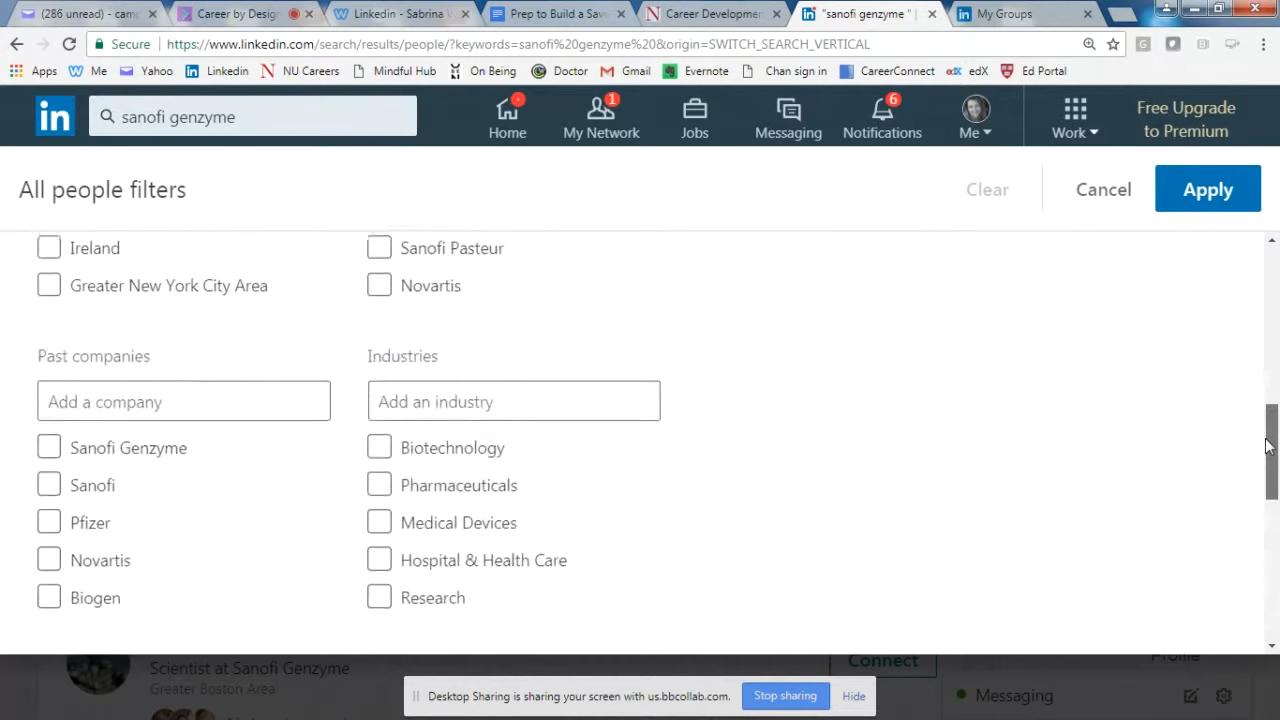 (286 unread) - cam
Career by Desig
Linkedin - Sabrina
Prep to Build a Sav
Career Developmen
"sanofi genzyme " |
My Groups
Secure
https://www.linkedin.com/search/results/people/?keywords=sanofi%20genzyme%20&origin=SWITCH_SEARCH_VERTICAL
Apps Me Yahoo Linkedin NU Careers Mindful Hub On Being Doctor Gmail Evernote Chan sign in CareerConnect edX Ed Portal
in
sanofi genzyme
Home
1
My Network
Jobs
Messaging
6
Notifications
Me
Work
Free Upgrade
to Premium
All people filters
Clear
Cancel
Apply
Ireland
Greater New York City Area
Sanofi Pasteur
Novartis
Past companies
Add a company
Sanofi Genzyme
Sanofi
Pfizer
Novartis
Biogen
Industries
Add an industry
Biotechnology
Pharmaceuticals
Medical Devices
Hospital & Health Care
Research
Scientist at Sanofi Genzyme
Greater Boston Area
Connect
Profile
Messaging
Desktop Sharing is sharing your screen with us.bbcollab.com.
Stop sharing
Hide